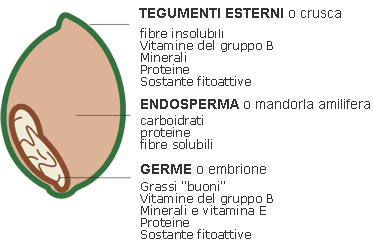 TEGUMENTI ESTERNI o crusca
fibre insolubili
Vitamine del gruppo B
Minerali
Proteine
Sostante fitoattive
ENDOSPERMA o mandorla amilifera
carboidrati
proteine
fibre solubili
GERME o embrione
Grassi "buoni"
Vitamine del gruppo B
Minerali e vitamina E
Proteine
Sostante fitoattive